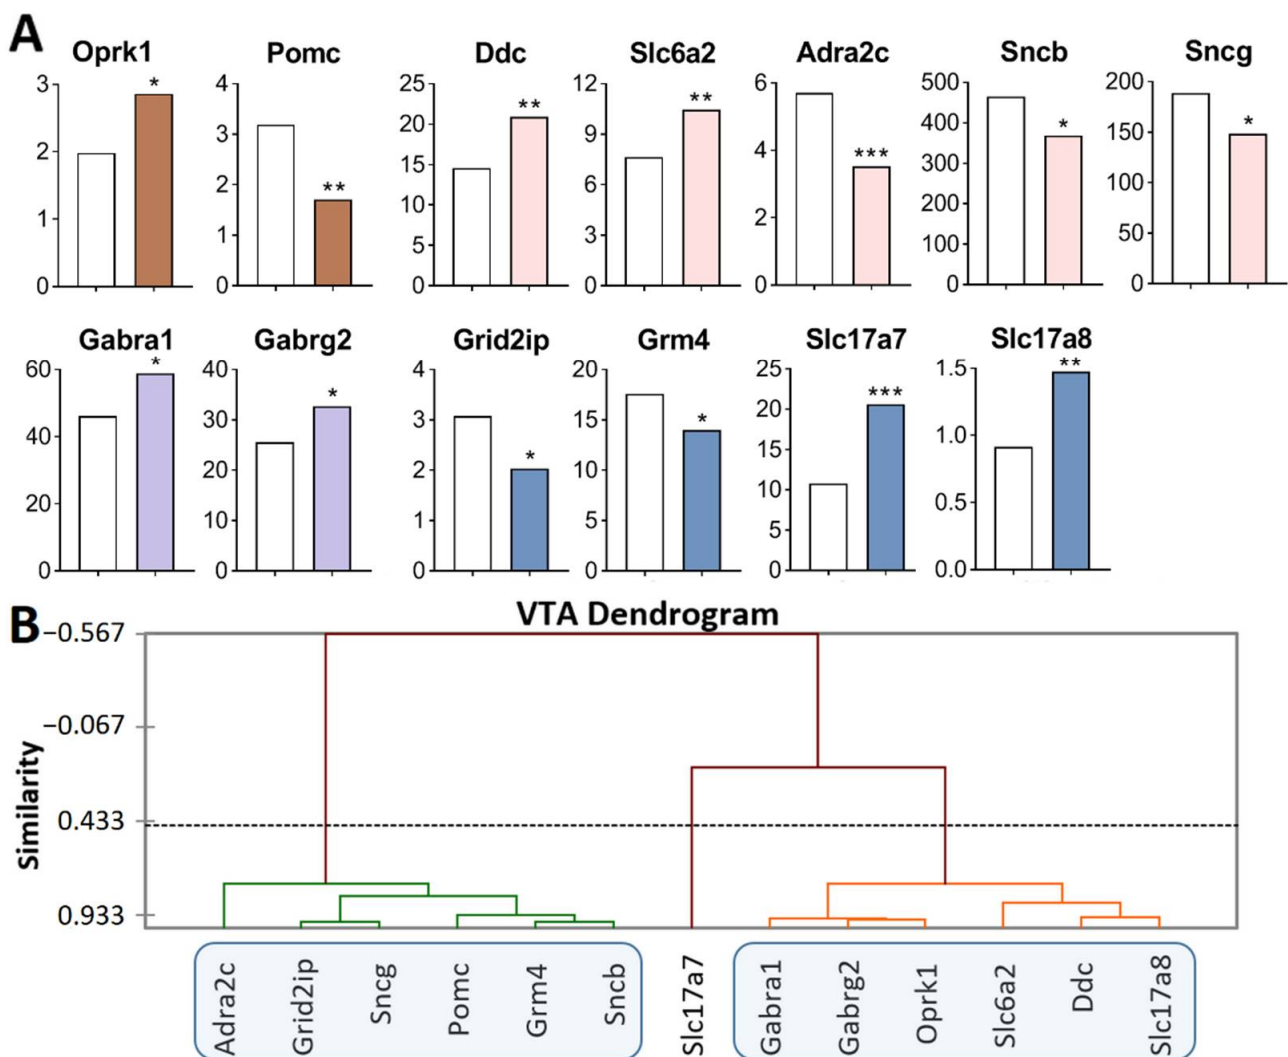 A
Oprk1 Pomc Ddc Slc6a2 Adra2c Sncb Sncg
3 2 1 0 *
4 3 2 1 0 **
25 20 15 10 5 0 **
12 9 6 3 0 **
6 4 2 0 ***
500 400 300 200 100 0 *
200 150 100 50 0 *
Gabra1 Gabrg2 Grid2ip Grm4 Slc17a7 Slc17a8
60 40 20 0 *
40 30 20 10 0 *
4 3 2 1 0 *
20 15 10 5 0 *
25 20 15 10 5 0 ***
1.5 1.0 0.5 0.0 **
B
VTA Dendrogram
Similarity
−0.567
−0.067
0.433
0.933
Adra2c
Grid2ip
Sncg
Pomc
Grm4
Sncb
Slc17a7
Gabra1
Gabrg2
Oprk1
Slc6a2
Ddc
Slc17a8